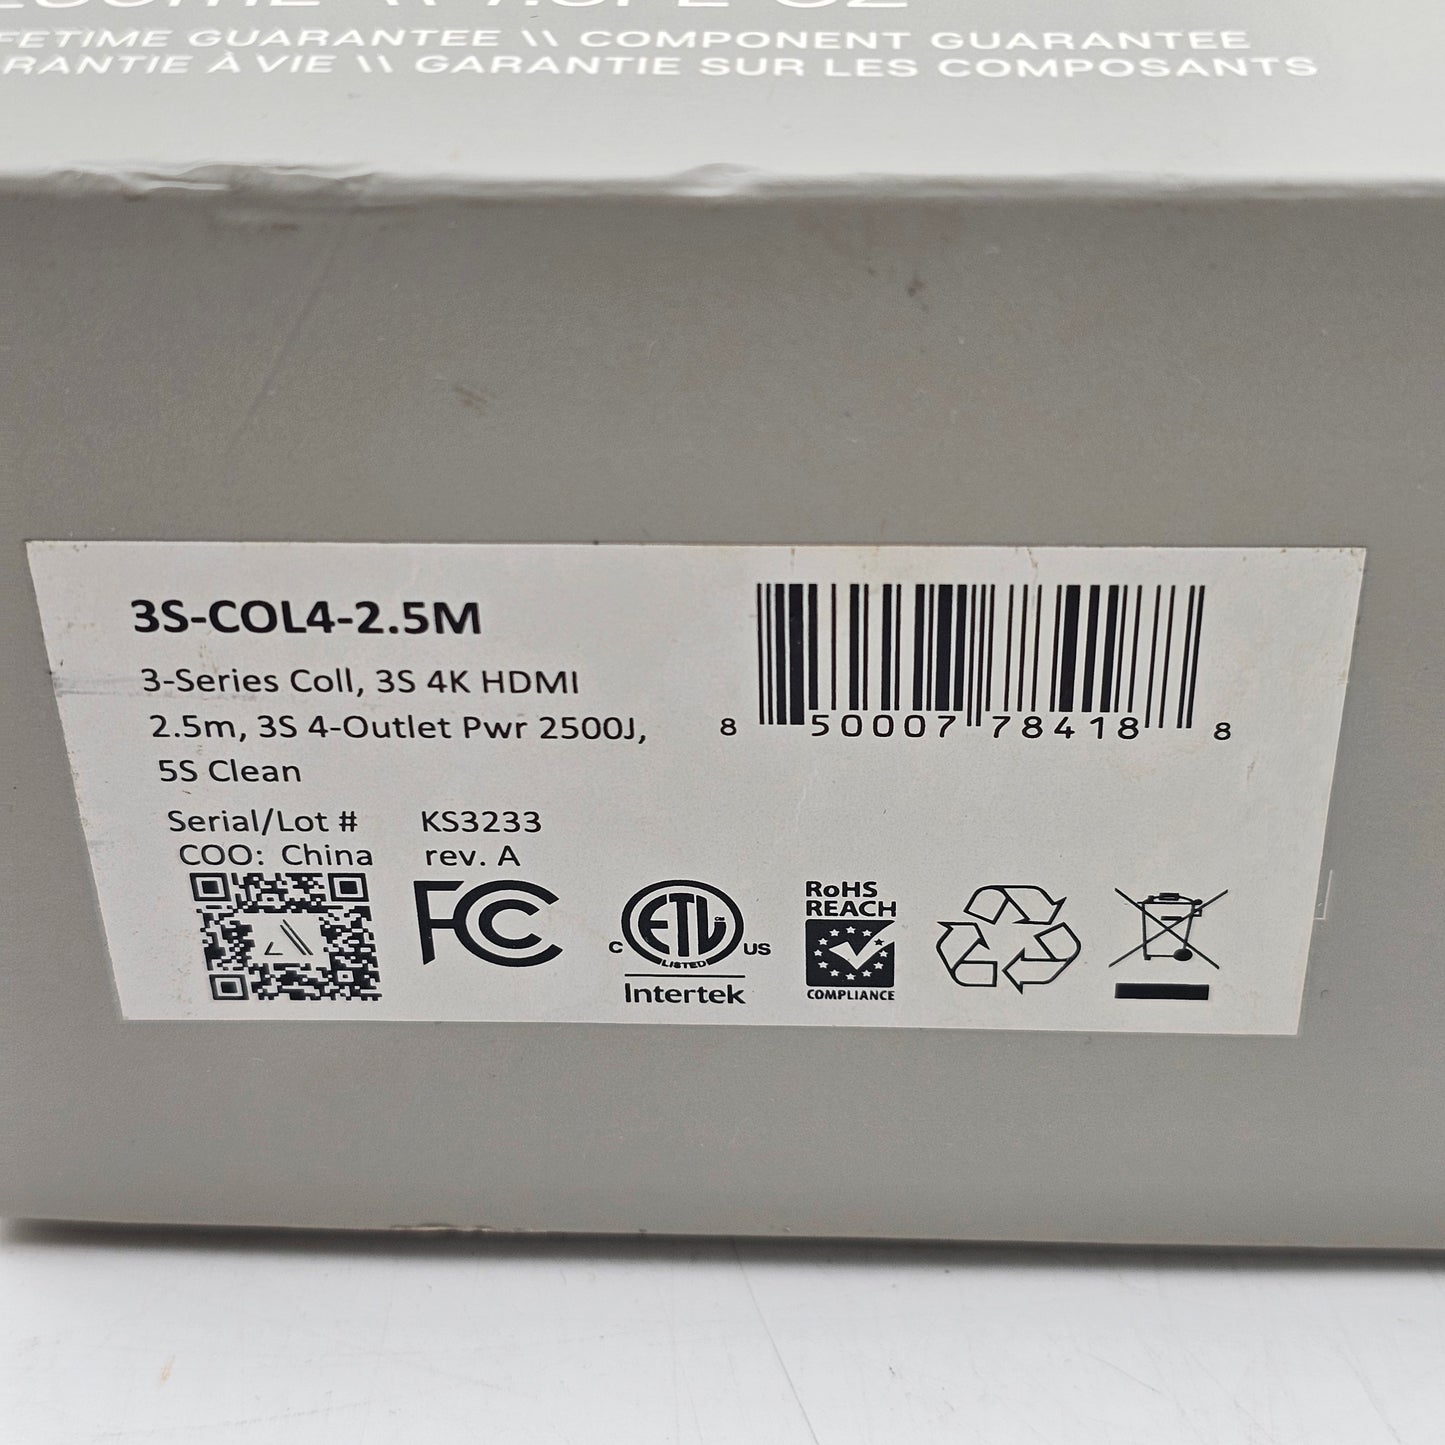 GUARANTEE \\ COMPONENT GUARANTEE
À VIE \\ GARANTIE SUR LES COMPOSANTS
3S-COL4-2.5M
3-Series Coll, 3S 4K HDMI
2.5m, 3S 4-Outlet Pwr 2500J,
5S Clean
8 50007 78418 8
Serial/Lot # KS3233
COO: China rev. A
FC
ETL
CM
C US
LISTED
Intertek
RoHS
REACH
COMPLIANCE